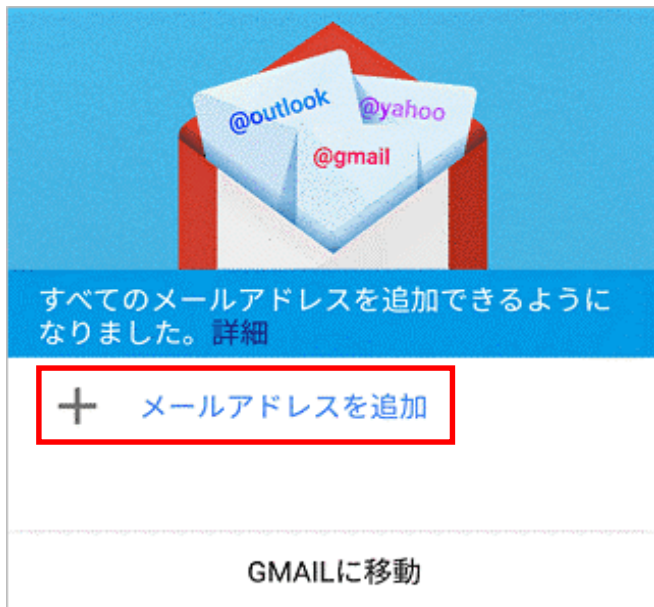 @outlook
@yahoo
@gmail
すべてのメールアドレスを追加できるように
なりました。詳細
＋ メールアドレスを追加
GMAILに移動